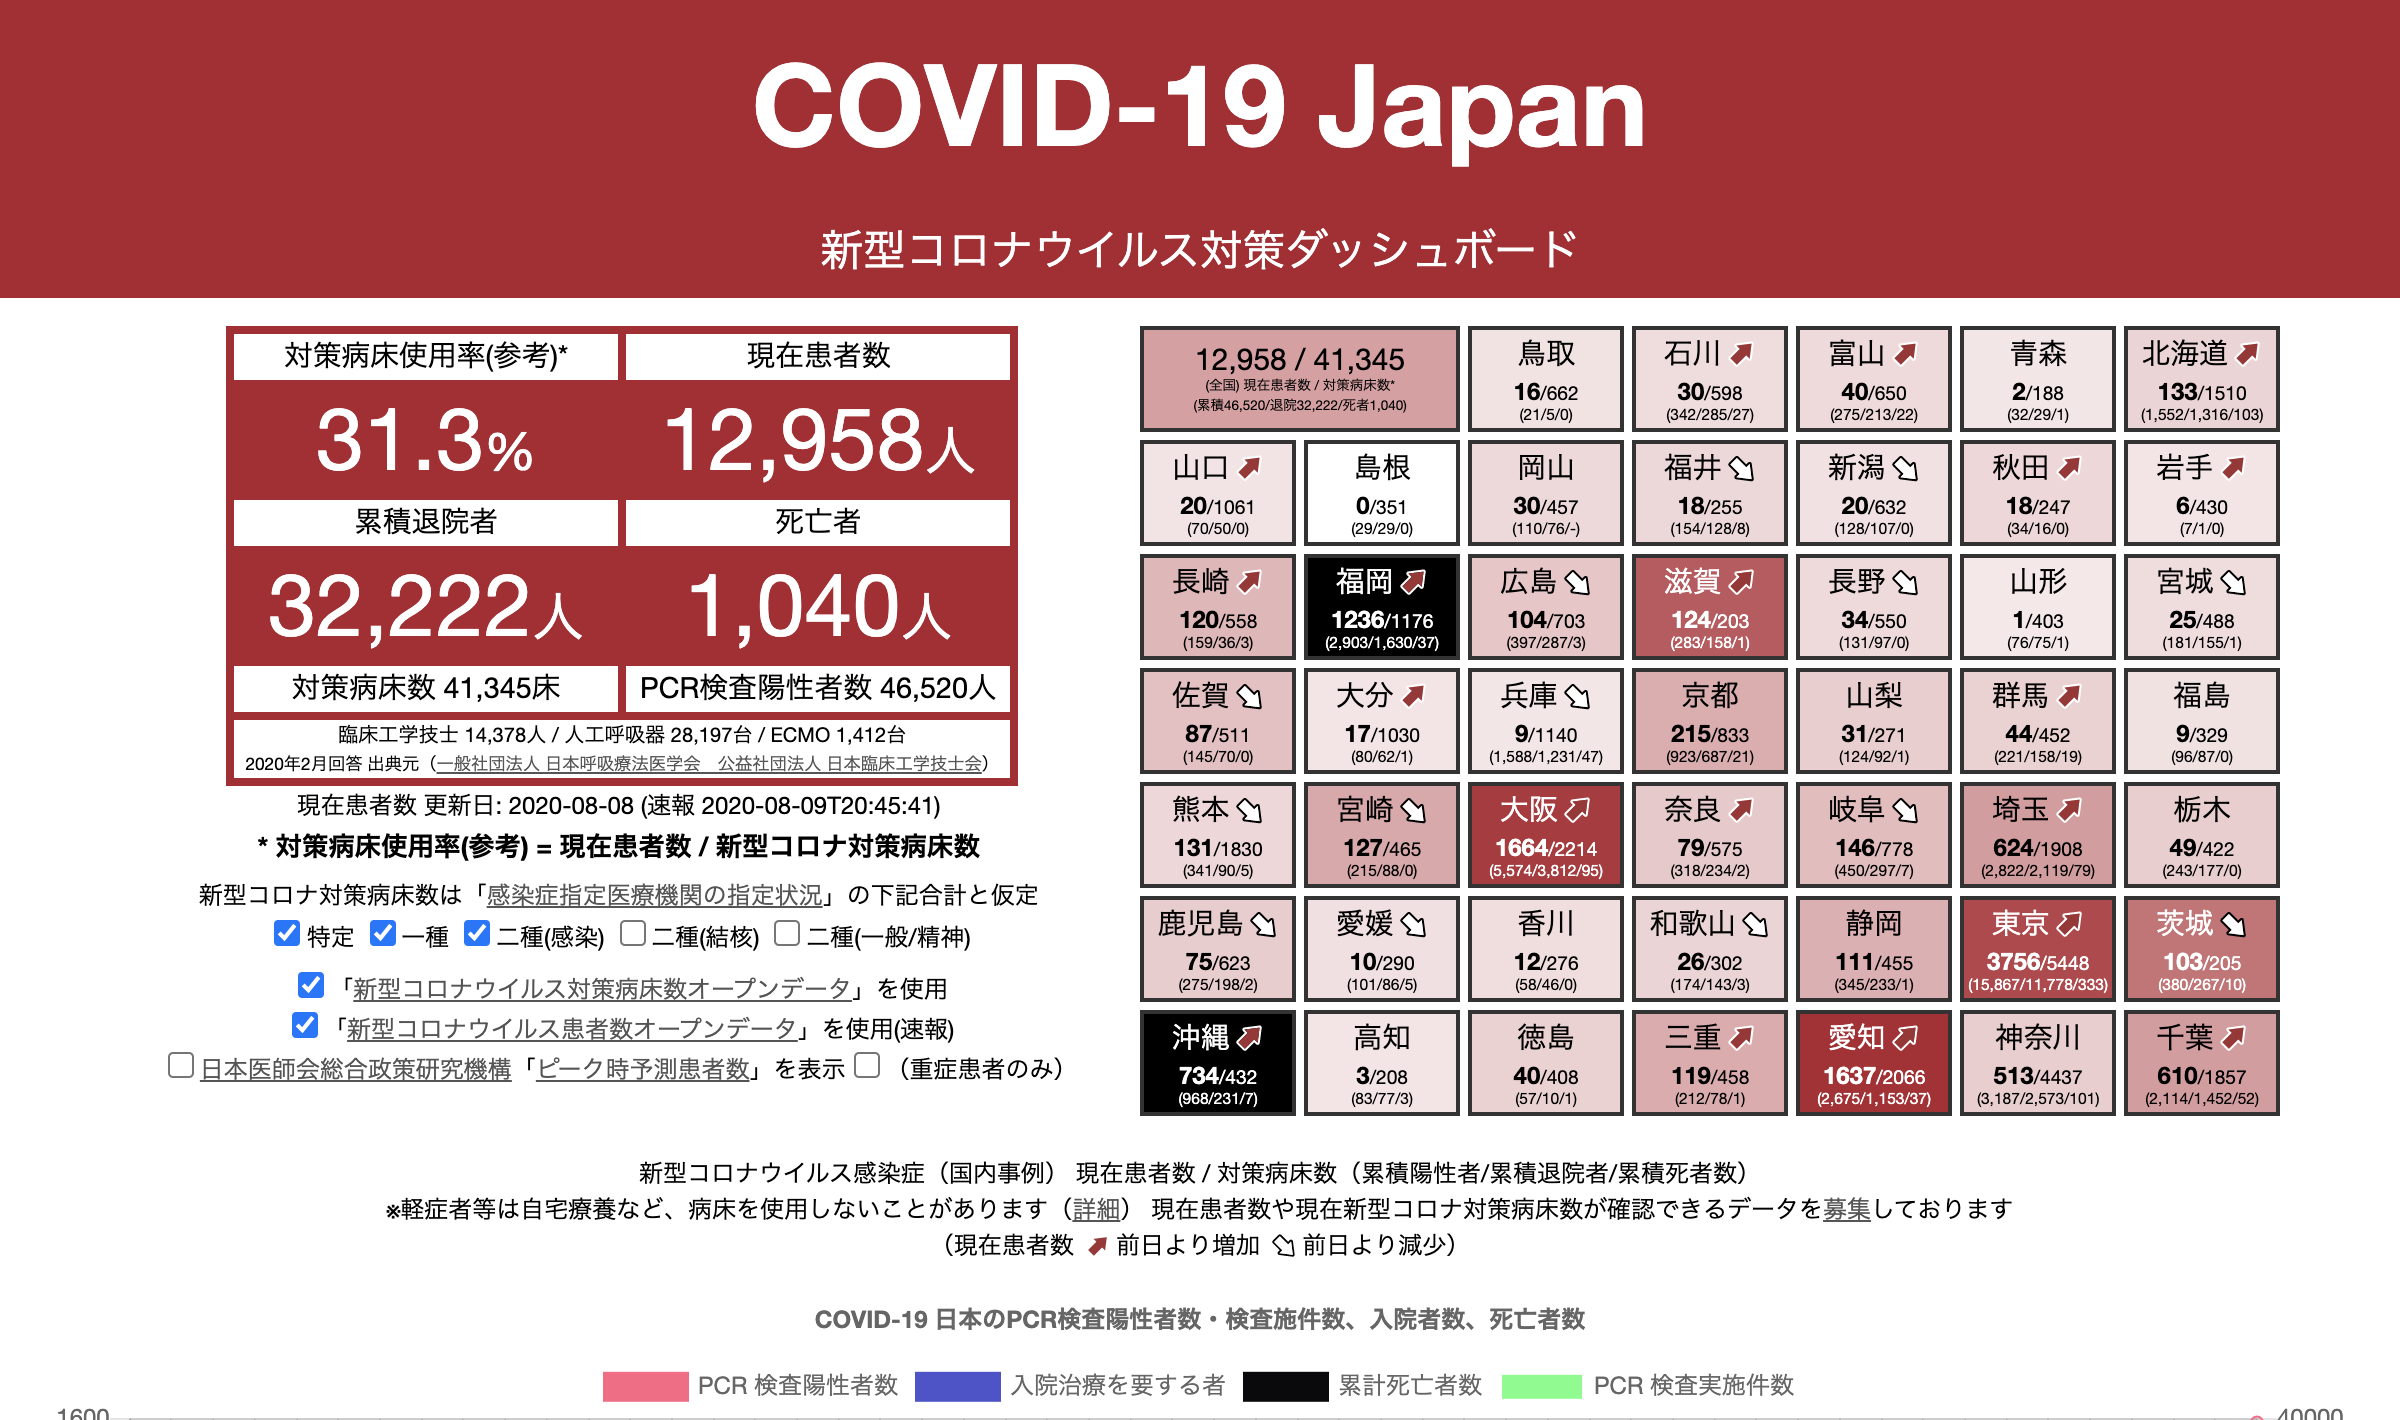 COVID-19 Japan
新型コロナウイルス対策ダッシュボード
対策病床使用率(参考)*
現在患者数
31.3%
12,958人
累積退院者
死亡者
32,222人
1,040人
対策病床数 41,345床
PCR検査陽性者数 46,520人
臨床工学技士 14,378人 / 人工呼吸器 28,197台 / ECMO 1,412台
2020年2月回答 出典元（一般社団法人 日本呼吸療法医学会　公益社団法人 日本臨床工学技士会）
現在患者数 更新日: 2020-08-08 (速報 2020-08-09T20:45:41)
* 対策病床使用率(参考) = 現在患者数 / 新型コロナ対策病床数
新型コロナ対策病床数は「感染症指定医療機関の指定状況」の下記合計と仮定
特定 一種 二種(感染) 二種(結核) 二種(一般/精神)
「新型コロナウイルス対策病床数オープンデータ」を使用
「新型コロナウイルス患者数オープンデータ」を使用(速報)
日本医師会総合政策研究機構「ピーク時予測患者数」を表示 （重症患者のみ）
12,958 / 41,345
(全国) 現在患者数 / 対策病床数*
(累積46,520/退院32,222/死者1,040)
鳥取
16/662
(21/5/0)
石川
30/598
(342/285/27)
富山
40/650
(275/213/22)
青森
2/188
(32/29/1)
北海道
133/1510
(1,552/1,316/103)
山口
20/1061
(70/50/0)
島根
0/351
(29/29/0)
岡山
30/457
(110/76/-)
福井
18/255
(154/128/8)
新潟
20/632
(128/107/0)
秋田
18/247
(34/16/0)
岩手
6/430
(7/1/0)
長崎
120/558
(159/36/3)
福岡
1236/1176
(2,903/1,630/37)
広島
104/703
(397/287/3)
滋賀
124/203
(283/158/1)
長野
34/550
(131/97/0)
山形
1/403
(76/75/1)
宮城
25/488
(181/155/1)
佐賀
87/511
(145/70/0)
大分
17/1030
(80/62/1)
兵庫
9/1140
(1,588/1,231/47)
京都
215/833
(923/687/21)
山梨
31/271
(124/92/1)
群馬
44/452
(221/158/19)
福島
9/329
(96/87/0)
熊本
131/1830
(341/90/5)
宮崎
127/465
(215/88/0)
大阪
1664/2214
(5,574/3,812/95)
奈良
79/575
(318/234/2)
岐阜
146/778
(450/297/7)
埼玉
624/1908
(2,822/2,119/79)
栃木
49/422
(243/177/0)
鹿児島
75/623
(275/198/2)
愛媛
10/290
(101/86/5)
香川
12/276
(58/46/0)
和歌山
26/302
(174/143/3)
静岡
111/455
(345/233/1)
東京
3756/5448
(15,867/11,778/333)
茨城
103/205
(380/267/10)
沖縄
734/432
(968/231/7)
高知
3/208
(83/77/3)
徳島
40/408
(57/10/1)
三重
119/458
(212/78/1)
愛知
1637/2066
(2,675/1,153/37)
神奈川
513/4437
(3,187/2,573/101)
千葉
610/1857
(2,114/1,452/52)
新型コロナウイルス感染症（国内事例） 現在患者数 / 対策病床数（累積陽性者/累積退院者/累積死者数）
※軽症者等は自宅療養など、病床を使用しないことがあります（詳細） 現在患者数や現在新型コロナ対策病床数が確認できるデータを募集しております
（現在患者数 前日より増加 前日より減少）
COVID-19 日本のPCR検査陽性者数・検査施件数、入院者数、死亡者数
PCR 検査陽性者数 入院治療を要する者 累計死亡者数 PCR 検査実施件数
1600
40000